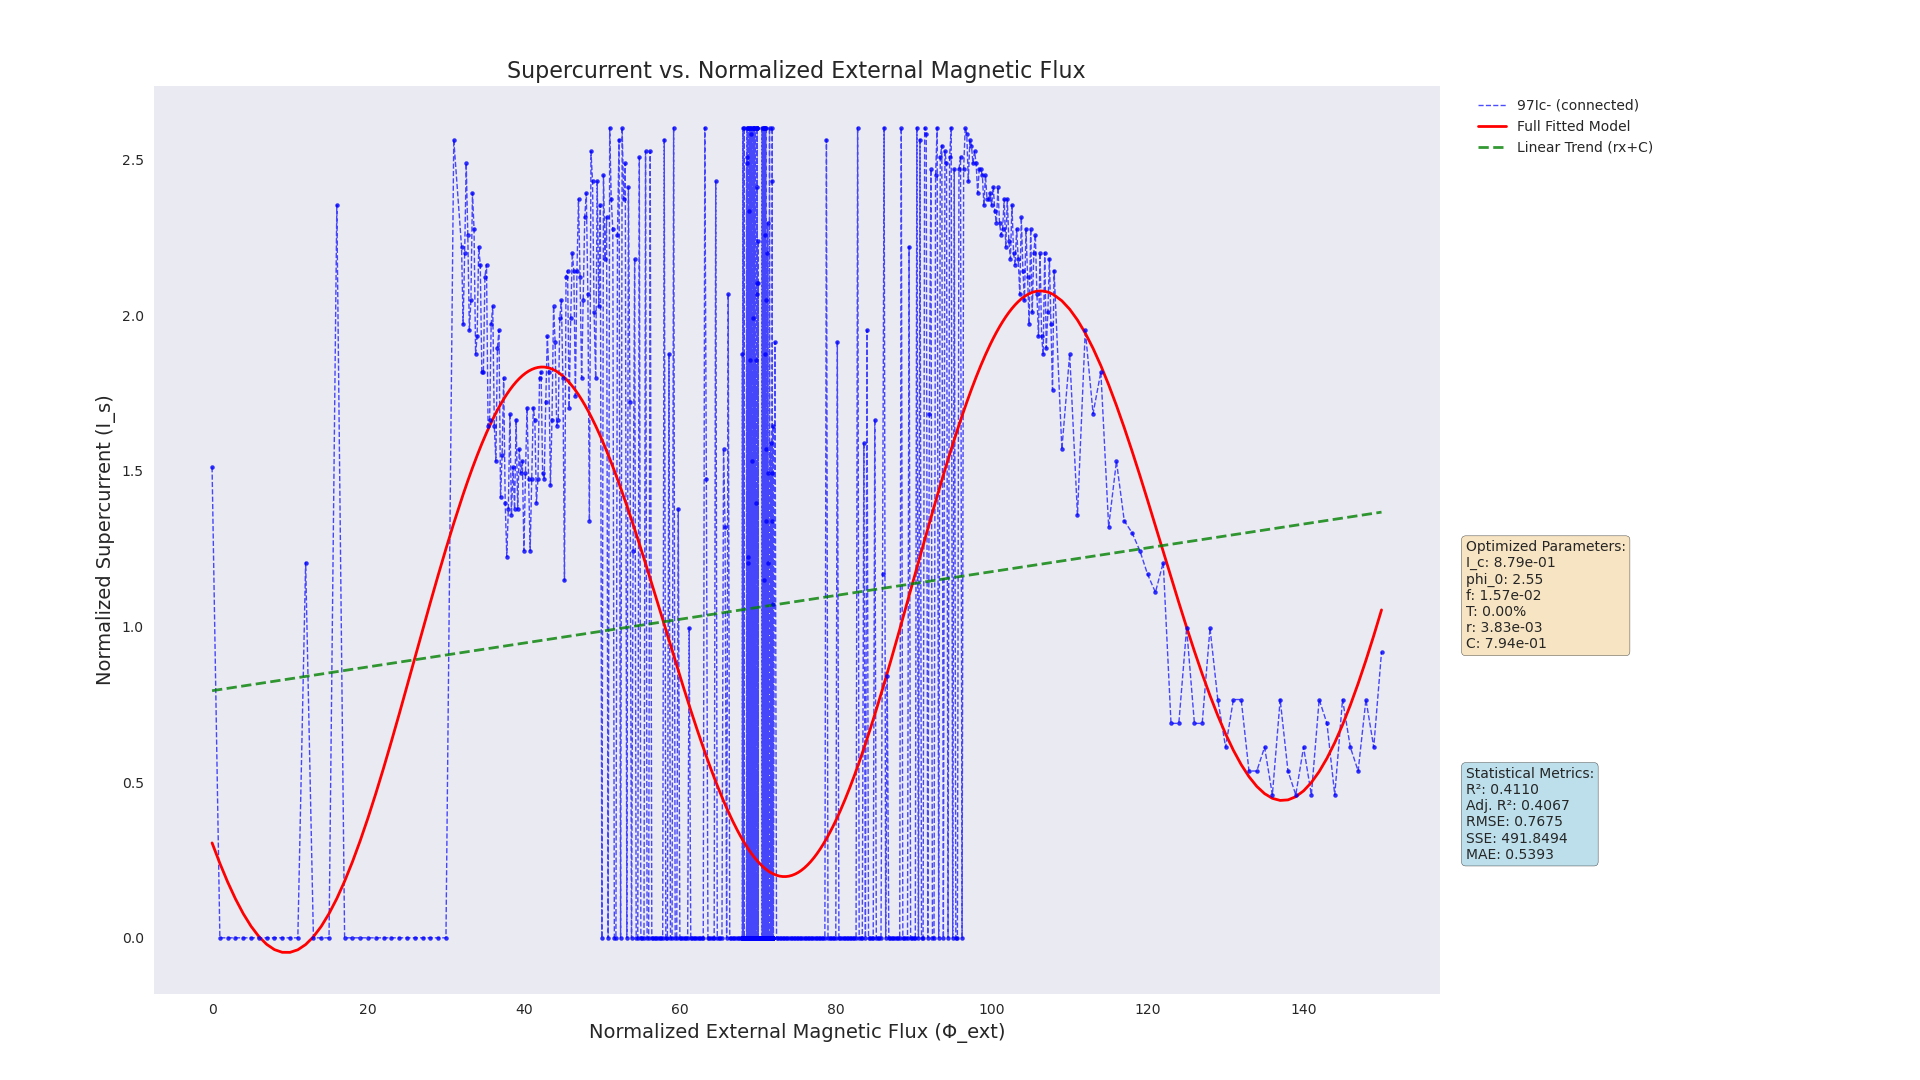 Supercurrent vs. Normalized External Magnetic Flux
97Ic- (connected)
Full Fitted Model
Linear Trend (rx+C)
Normalized Supercurrent (I_s)
2.5
2.0
1.5
1.0
0.5
0.0
0
20
40
60
80
100
120
140
Normalized External Magnetic Flux (Φ_ext)
Optimized Parameters:
I_c: 8.79e-01
phi_0: 2.55
f: 1.57e-02
T: 0.00%
r: 3.83e-03
C: 7.94e-01
Statistical Metrics:
R²: 0.4110
Adj. R²: 0.4067
RMSE: 0.7675
SSE: 491.8494
MAE: 0.5393